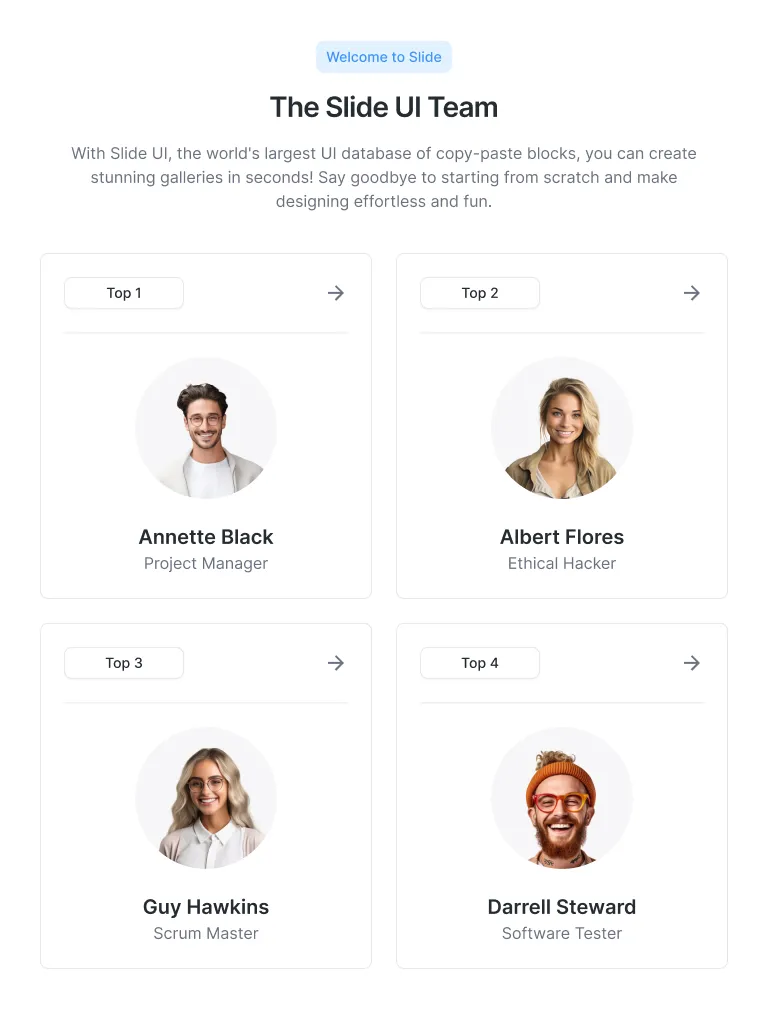 Welcome to Slide
The Slide UI Team
With Slide UI, the world's largest UI database of copy-paste blocks, you can create
stunning galleries in seconds! Say goodbye to starting from scratch and make
designing effortless and fun.
Top 1
Annette Black
Project Manager
Top 2
Albert Flores
Ethical Hacker
Top 3
Guy Hawkins
Scrum Master
Top 4
Darrell Steward
Software Tester